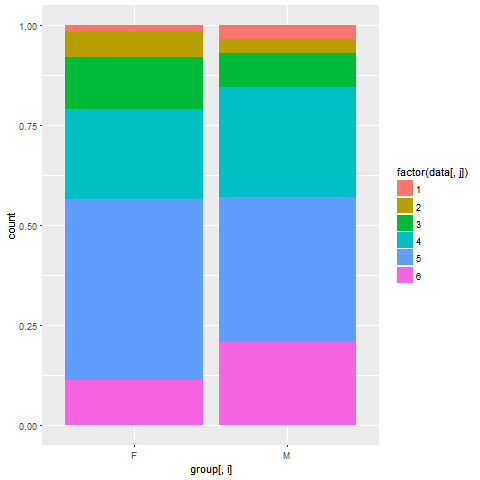 1.00
0.75
0.50
0.25
0.00
count
F
M
group[, i]
factor(data[, j])
1
2
3
4
5
6